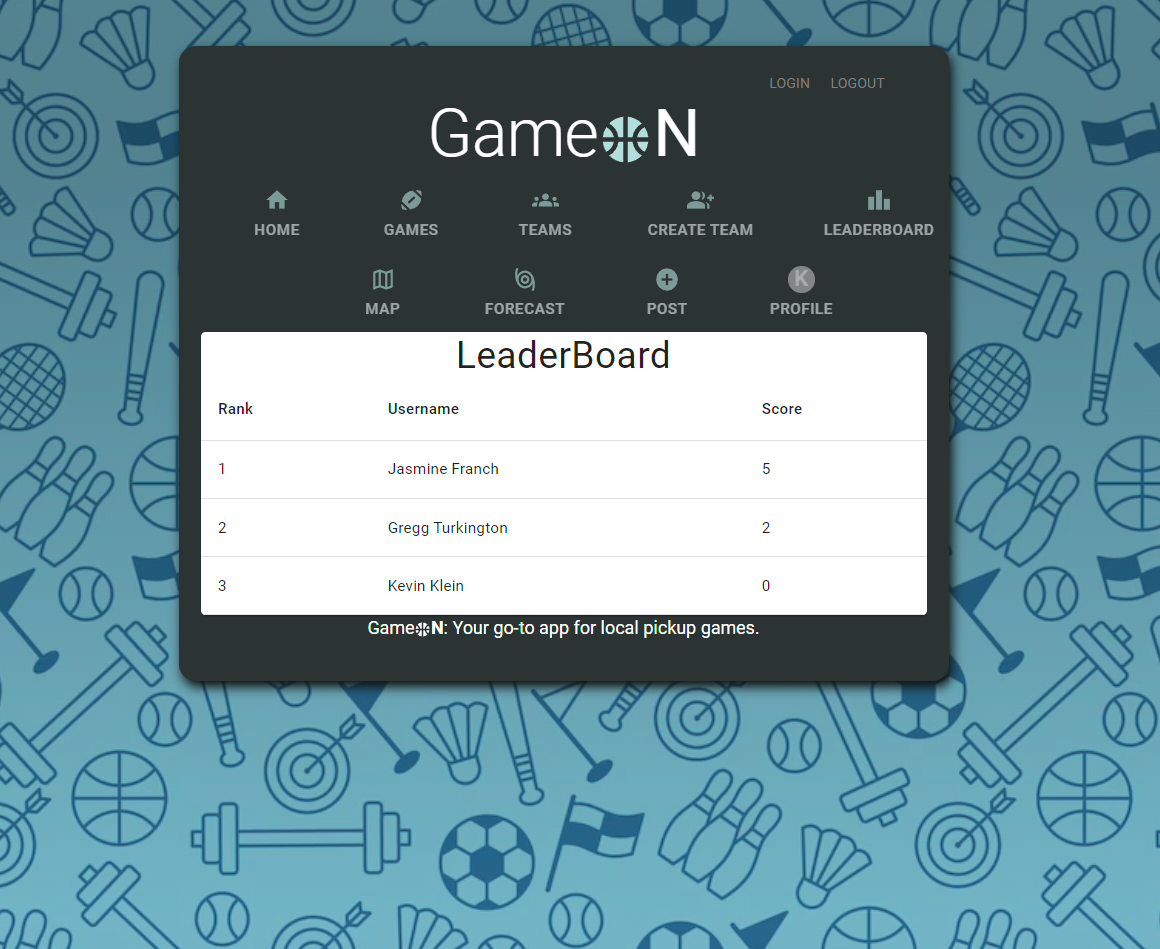 LOGIN LOGOUT
GameN
HOME GAMES TEAMS CREATE TEAM LEADERBOARD
MAP FORECAST K POST PROFILE
LeaderBoard
Rank Username Score
1 Jasmine Franch 5
2 Gregg Turkington 2
3 Kevin Klein 0
GameN: Your go-to app for local pickup games.